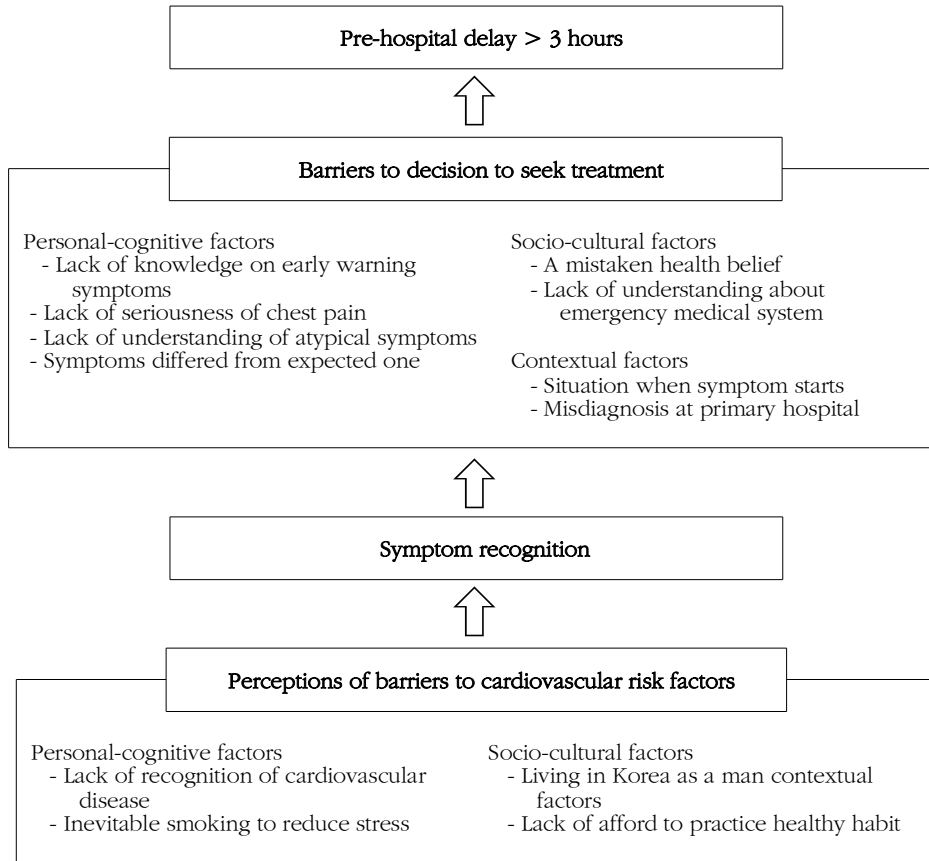 Pre-hospital delay > 3 hours
Barriers to decision to seek treatment
Personal-cognitive factors
- Lack of knowledge on early warning
symptoms
- Lack of seriousness of chest pain
- Lack of understanding of atypical symptoms
- Symptoms differed from expected one
Socio-cultural factors
- A mistaken health belief
- Lack of understanding about
emergency medical system
Contextual factors
- Situation when symptom starts
- Misdiagnosis at primary hospital
Symptom recognition
Perceptions of barriers to cardiovascular risk factors
Personal-cognitive factors
- Lack of recognition of cardiovascular
disease
- Inevitable smoking to reduce stress
Socio-cultural factors
- Living in Korea as a man contextual
factors
- Lack of afford to practice healthy habit